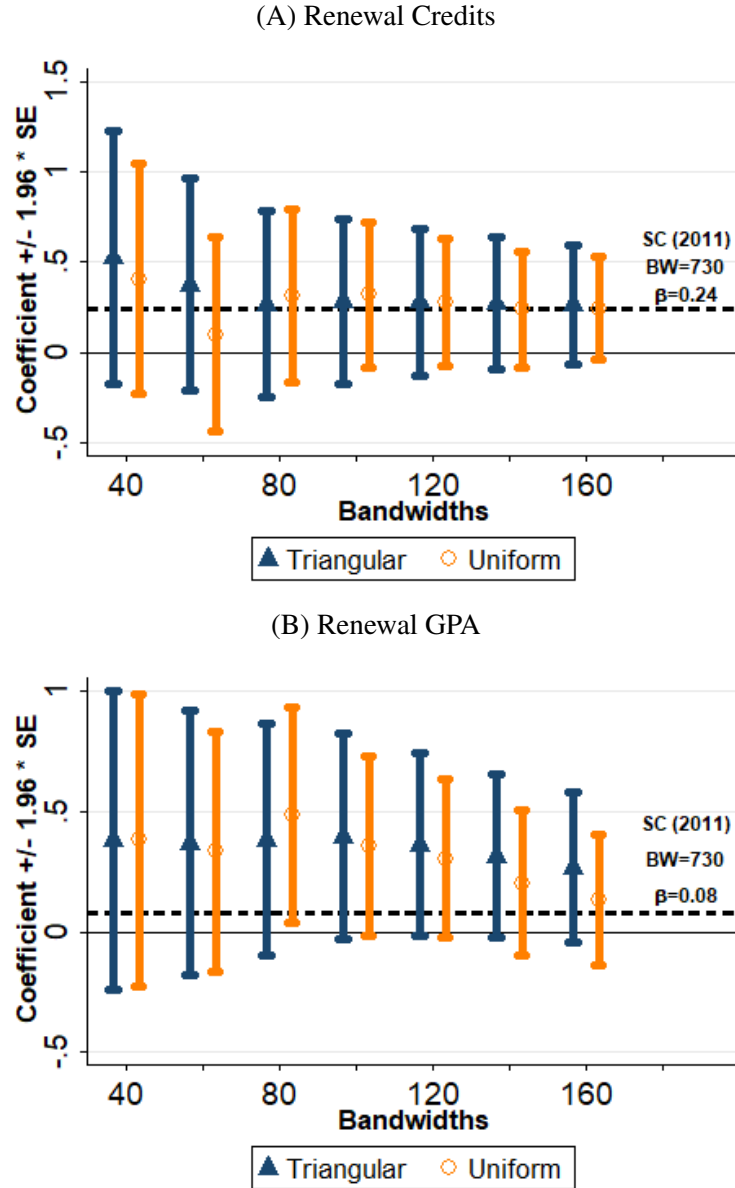 (A) Renewal Credits
Coefficient +/- 1.96 * SE
1.5
1
.5
0
-.5
SC (2011)
BW=730
β=0.24
40
80
120
160
Bandwidths
Triangular
Uniform
(B) Renewal GPA
Coefficient +/- 1.96 * SE
1
.5
0
-.5
SC (2011)
BW=730
β=0.08
40
80
120
160
Bandwidths
Triangular
Uniform